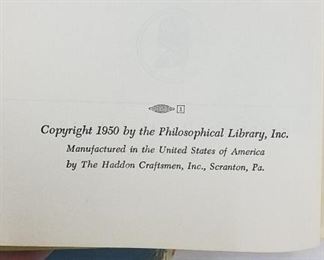 1
Copyright 1950 by the Philosophical Library, Inc.
Manufactured in the United States of America
by The Haddon Craftsmen, Inc., Scranton, Pa.